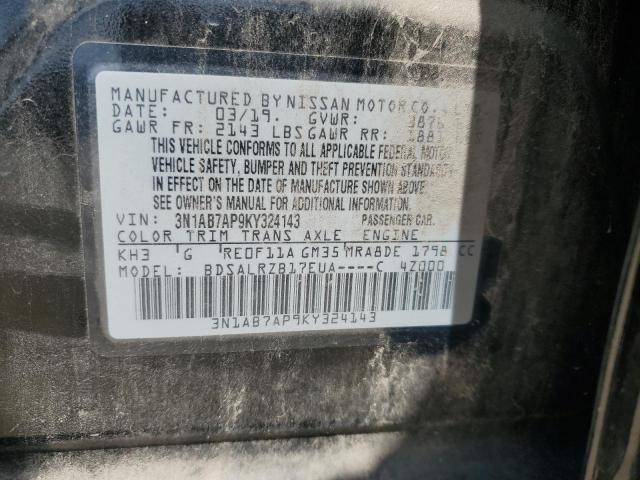 MANUFACTURED BY NISSAN MOTOR CO.
DATE: 03/19. GVWR: 3876
GAWR FR: 2143 LBS GAWR RR: 1881
THIS VEHICLE CONFORMS TO ALL APPLICABLE FEDERAL MOTOR
VEHICLE SAFETY, BUMPER AND THEFT PREVENTION STANDARDS
IN EFFECT ON THE DATE OF MANUFACTURE SHOWN ABOVE.
SEE OWNER'S MANUAL FOR ADDITIONAL INFORMATION.
VIN: 3N1AB7AP9KY324143 PASSENGER CAR.
COLOR TRIM TRANS AXLE ENGINE
KH3 G RE0F11A GM35 MRA8DE 1798 CC
MODEL: BDSALRZB17EUA----C 4Z000
3N1AB7AP9KY324143